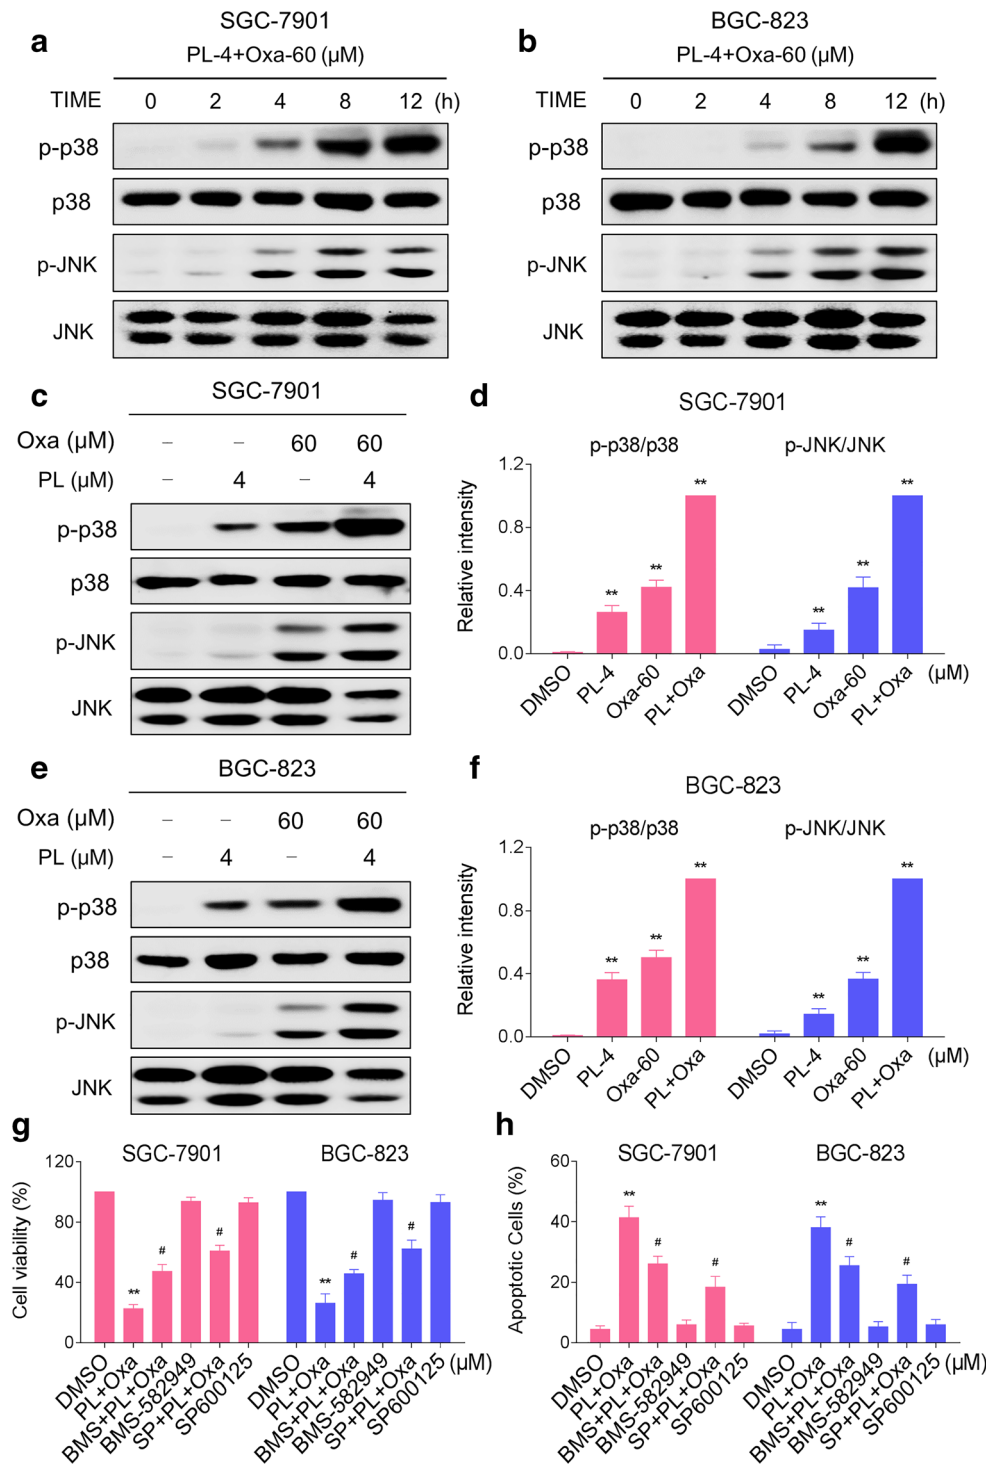 a
SGC-7901
PL-4+Oxa-60 (μM)
TIME 0 2 4 8 12 (h)
p-p38
p38
p-JNK
JNK
b
BGC-823
PL-4+Oxa-60 (μM)
TIME 0 2 4 8 12 (h)
p-p38
p38
p-JNK
JNK
c
SGC-7901
Oxa (μM) – – 60 60
PL (μM) – 4 – 4
p-p38
p38
p-JNK
JNK
d
SGC-7901
p-p38/p38 p-JNK/JNK
Relative intensity
1.2
0.8
0.4
0.0
** ** ** ** ** **
DMSO PL-4 Oxa-60 PL+Oxa DMSO PL-4 Oxa-60 PL+Oxa (μM)
e
BGC-823
Oxa (μM) – – 60 60
PL (μM) – 4 – 4
p-p38
p38
p-JNK
JNK
f
BGC-823
p-p38/p38 p-JNK/JNK
Relative intensity
1.2
0.8
0.4
0.0
** ** ** ** ** **
DMSO PL-4 Oxa-60 PL+Oxa DMSO PL-4 Oxa-60 PL+Oxa (μM)
g
SGC-7901 BGC-823
Cell viability (%)
120
80
40
0
** # # ** # #
DMSO PL+Oxa BMS+PL+Oxa BMS-582949 SP+PL+Oxa SP600125 DMSO PL+Oxa BMS+PL+Oxa BMS-582949 SP+PL+Oxa SP600125 (μM)
h
SGC-7901 BGC-823
Apoptotic Cells (%)
60
40
20
0
** # # ** # #
DMSO PL+Oxa BMS+PL+Oxa BMS-582949 SP+PL+Oxa SP600125 DMSO PL+Oxa BMS+PL+Oxa BMS-582949 SP+PL+Oxa SP600125 (μM)